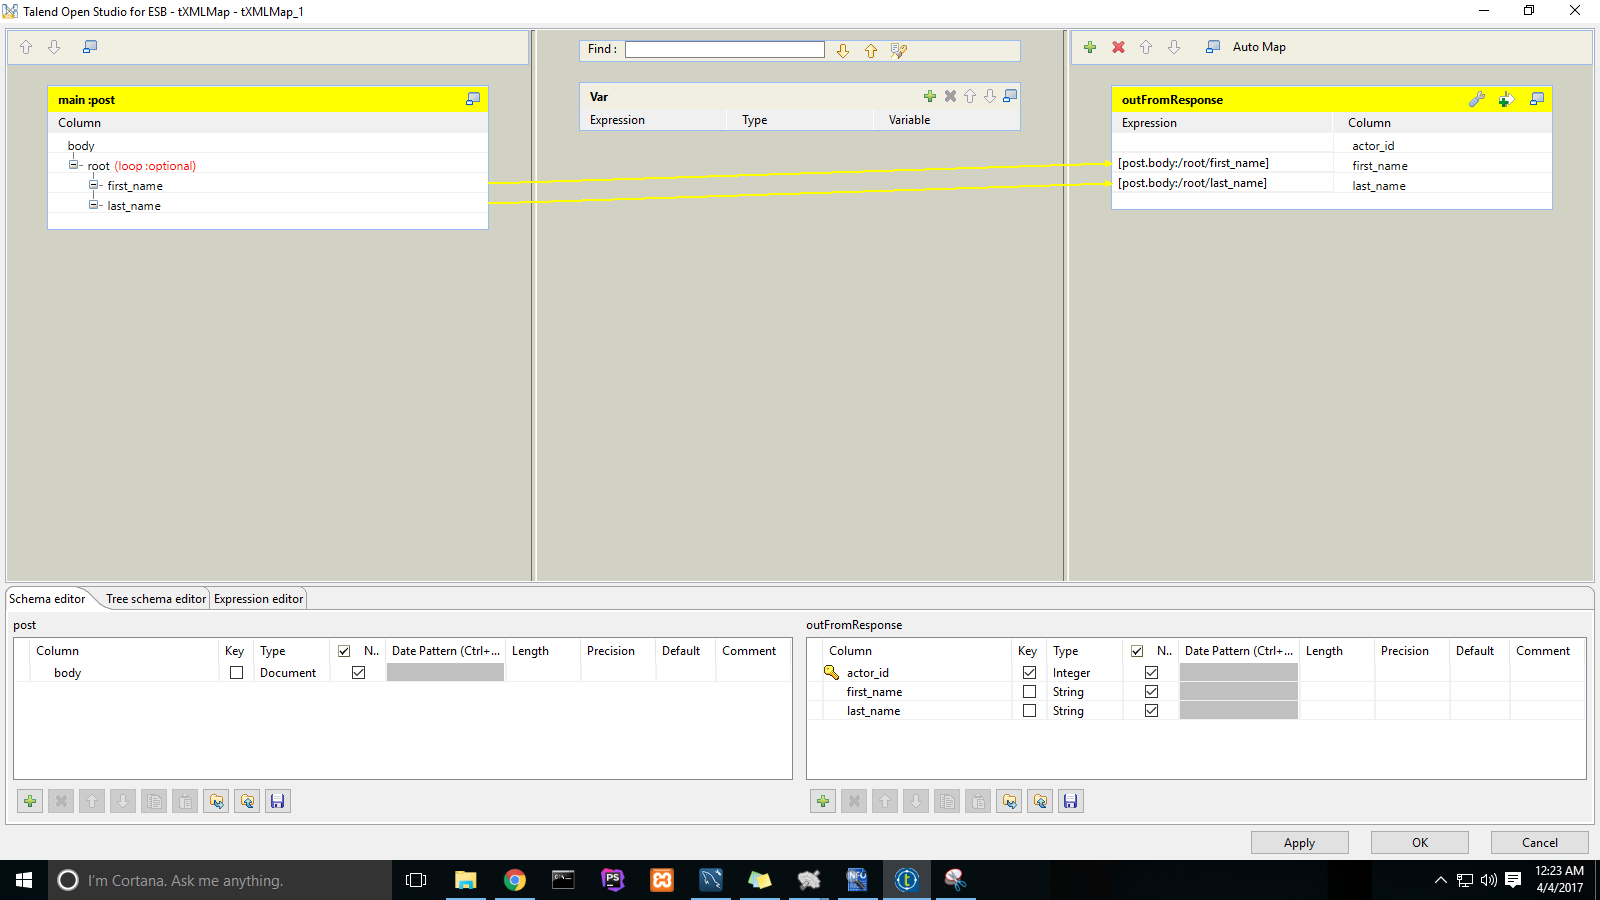 Talend Open Studio for ESB - tXMLMap - tXMLMap_1
Find :
Auto Map
main :post
Column
body
root (loop :optional)
first_name
last_name
Var
Expression Type Variable
outFromResponse
Expression Column
actor_id
[post.body:/root/first_name] first_name
[post.body:/root/last_name] last_name
Schema editor Tree schema editor Expression editor
post
Column Key Type N.. Date Pattern (Ctrl+... Length Precision Default Comment
body Document
outFromResponse
Column Key Type N.. Date Pattern (Ctrl+... Length Precision Default Comment
actor_id Integer
first_name String
last_name String
Apply OK Cancel
I'm Cortana. Ask me anything.
PS
NFO
12:23 AM
4/4/2017